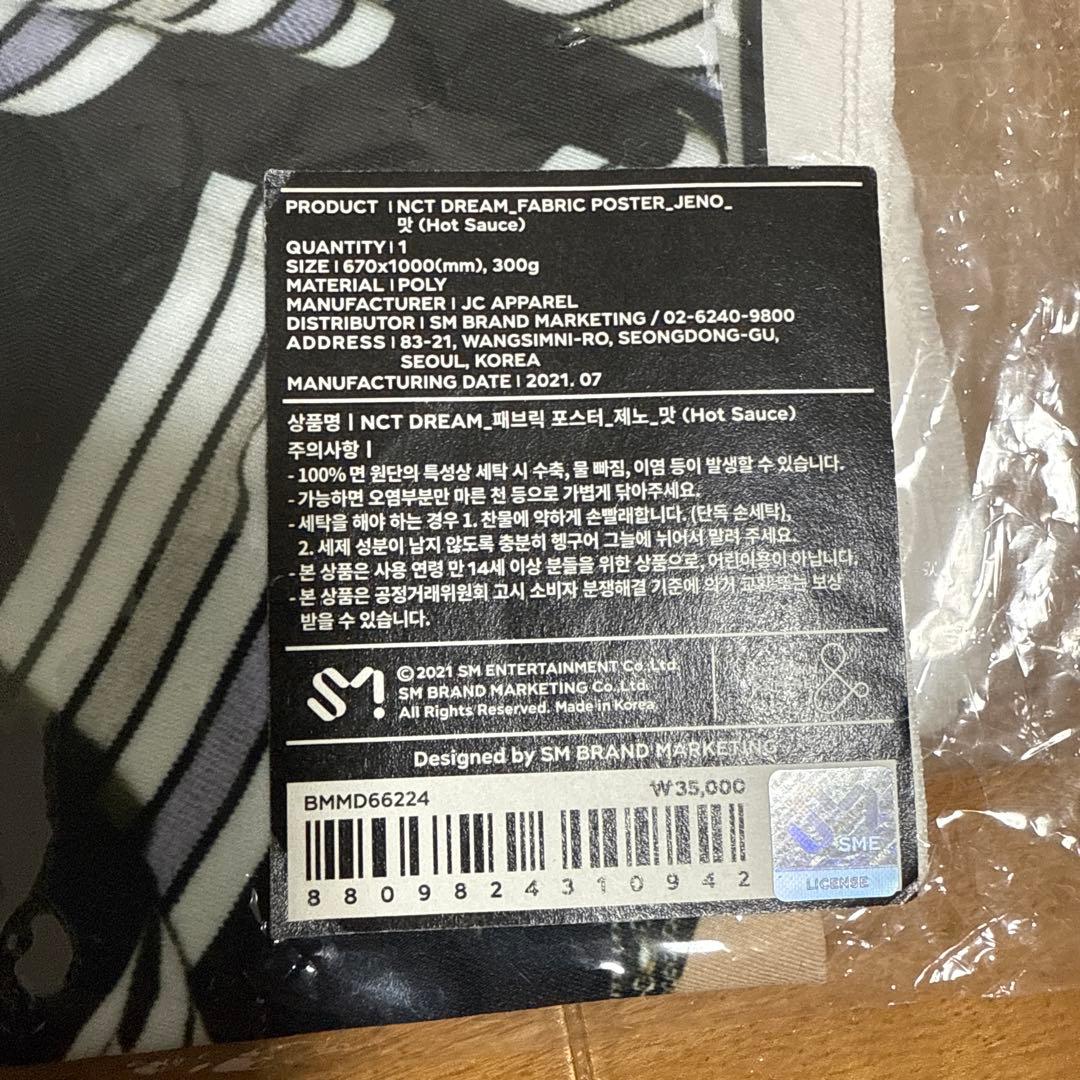 PRODUCT | NCT DREAM_FABRIC POSTER_JENO_
맛 (Hot Sauce)
QUANTITY | 1
SIZE | 670x1000(mm), 300g
MATERIAL | POLY
MANUFACTURER | JC APPAREL
DISTRIBUTOR | SM BRAND MARKETING / 02-6240-9800
ADDRESS | 83-21, WANGSIMNI-RO, SEONGDONG-GU,
SEOUL, KOREA
MANUFACTURING DATE | 2021. 07
상품명 | NCT DREAM_패브릭 포스터_제노_맛 (Hot Sauce)
주의사항 |
- 100% 면 원단의 특성상 세탁 시 수축, 물 빠짐, 이염 등이 발생할 수 있습니다.
- 가능하면 오염부분만 마른 천 등으로 가볍게 닦아주세요.
- 세탁을 해야 하는 경우 1. 찬물에 약하게 손빨래합니다. (단독 손세탁),
2. 세제 성분이 남지 않도록 충분히 헹구어 그늘에 뉘어서 말려 주세요.
- 본 상품은 사용 연령 만 14세 이상 분들을 위한 상품으로, 어린이용이 아닙니다.
- 본 상품은 공정거래위원회 고시 소비자 분쟁해결 기준에 의거 교환 또는 보상
받을 수 있습니다.
SM
©2021 SM ENTERTAINMENT Co.,Ltd.
SM BRAND MARKETING Co.,Ltd.
All Rights Reserved. Made in Korea
Designed by SM BRAND MARKETING
BMMD66224
₩35,000
8809824310942
SM
SME
LICENSE